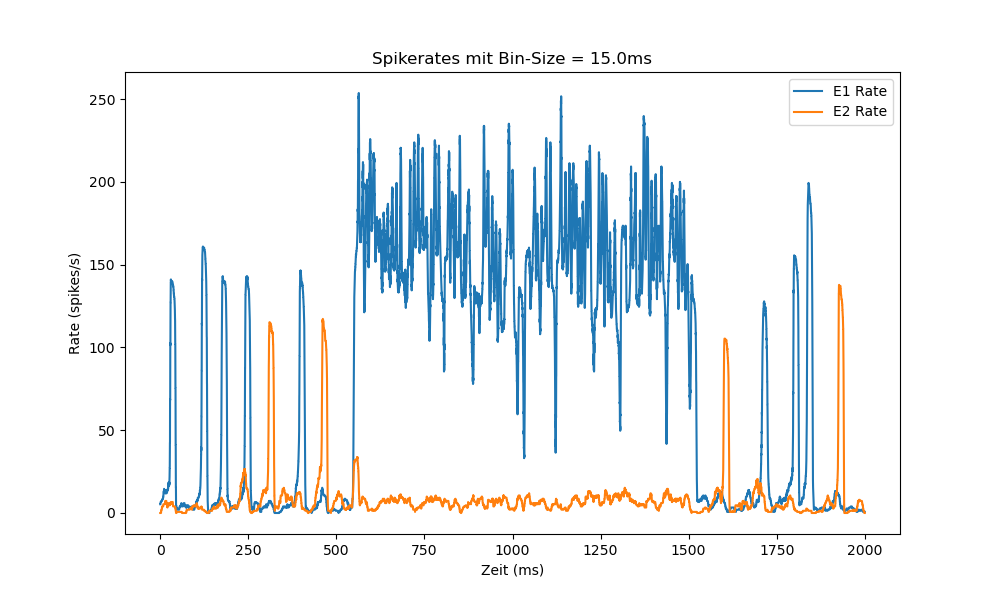 Spikerates mit Bin-Size = 15.0ms
E1 Rate
E2 Rate
250
200
150
100
50
0
Rate (spikes/s)
0 250 500 750 1000 1250 1500 1750 2000
Zeit (ms)